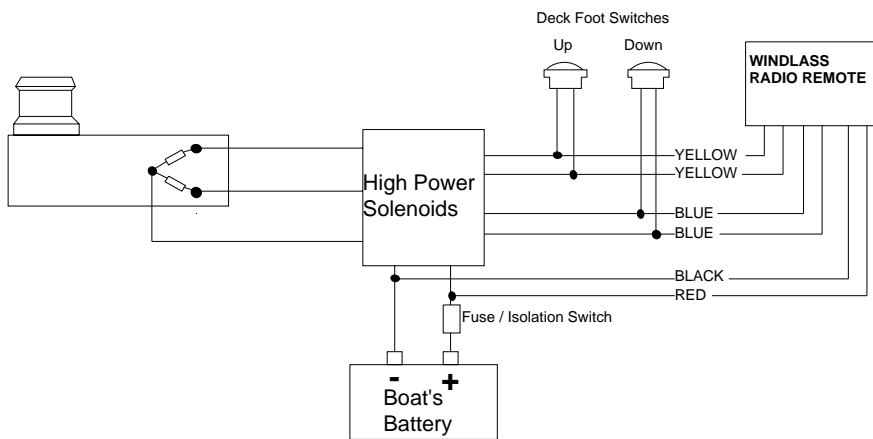 Deck Foot Switches
Up
Down
WINDLASS
RADIO REMOTE
High Power
Solenoids
YELLOW
YELLOW
BLUE
BLUE
BLACK
RED
Fuse / Isolation Switch
- +
Boat's
Battery